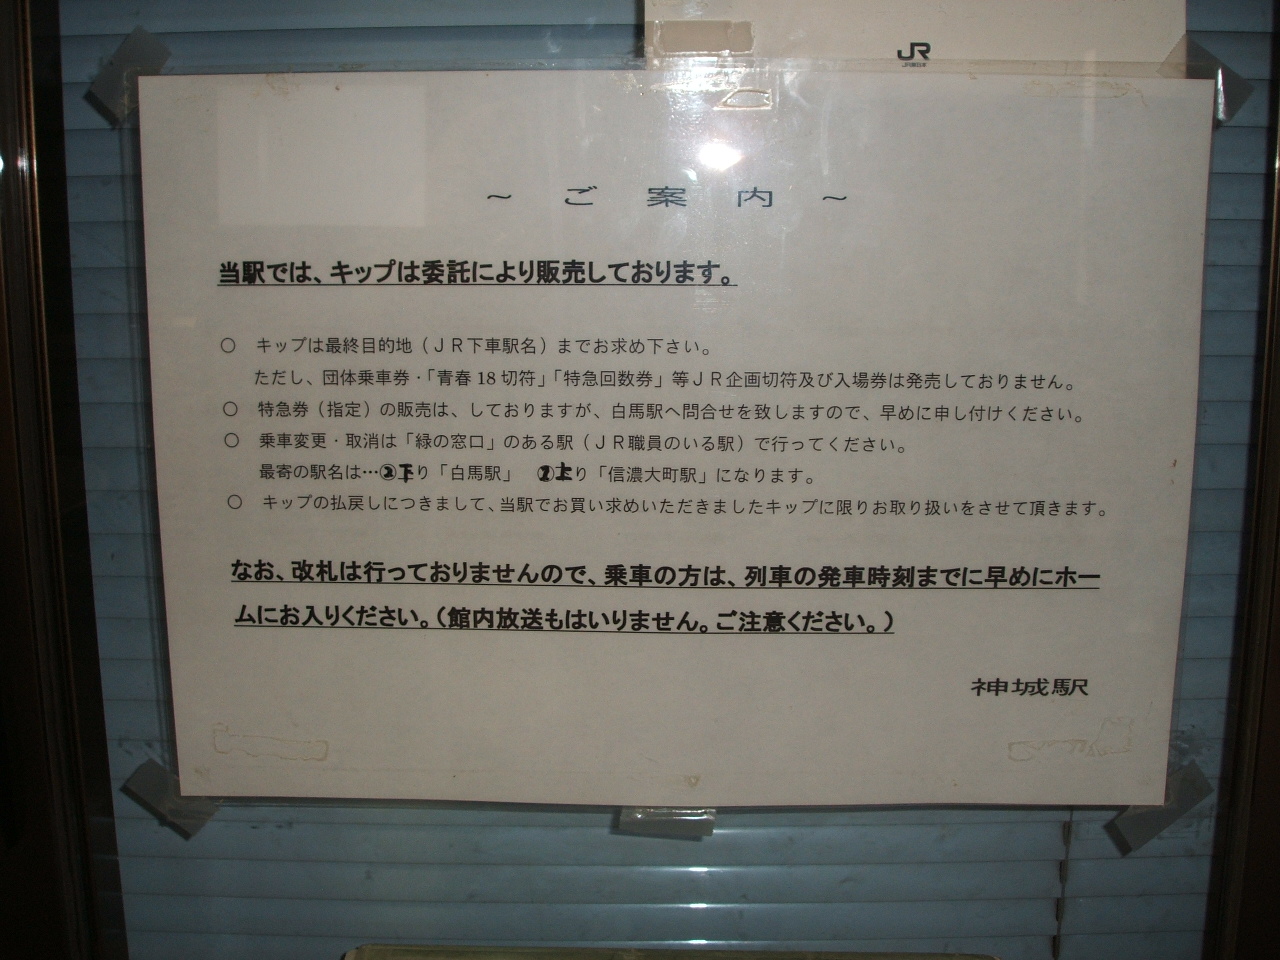 JR
JR東日本
～ ご 案 内 ～
当駅では、キップは委託により販売しております。
○ キップは最終目的地（ＪＲ下車駅名）までお求め下さい。
ただし、団体乗車券・「青春18切符」「特急回数券」等ＪＲ企画切符及び入場券は発売しておりません。
○ 特急券（指定）の販売は、しておりますが、白馬駅へ問合せを致しますので、早めに申し付けください。
○ 乗車変更・取消は「緑の窓口」のある駅（ＪＲ職員のいる駅）で行ってください。
最寄の駅名は…②下り「白馬駅」 ①上り「信濃大町駅」になります。
○ キップの払戻しにつきまして、当駅でお買い求めいただきましたキップに限りお取り扱いをさせて頂きます。
なお、改札は行っておりませんので、乗車の方は、列車の発車時刻までに早めにホー
ムにお入りください。（館内放送もはいりません。ご注意ください。）
神城駅